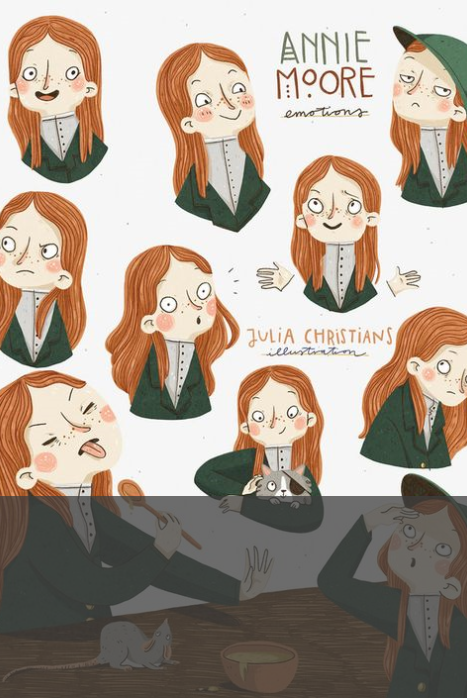 ANNIE
MOORE
emotions
JULIA CHRISTIANS
illustration